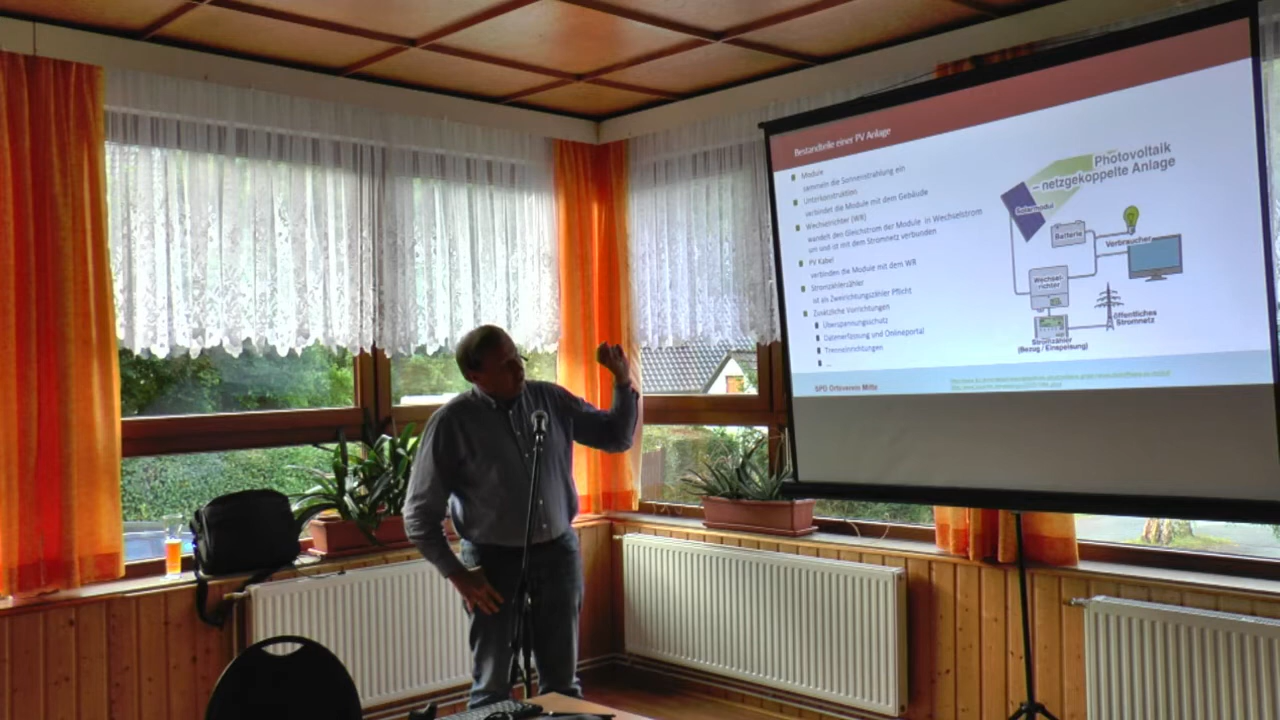 Bestandteile einer PV Anlage
Module
sammeln die Sonnenstrahlung ein
Unterkonstruktion
verbindet die Module mit dem Gebäude
Wechselrichter (WR)
wandelt den Gleichstrom der Module in Wechselstrom
um und ist mit dem Stromnetz verbunden
PV Kabel
verbinden die Module mit dem WR
Stromzählerzähler
ist als Zweirichtungszähler Pflicht
Zusätzliche Vorrichtungen
Überspannungsschutz
Datenerfassung und Onlineportal
Trenneinrichtungen
...
Photovoltaik
– netzgekoppelte Anlage
Solarmodul
Batterie
Verbraucher
Wechsel-
richter
öffentliches
Stromnetz
Stromzähler
(Bezug / Einspeisung)
SPD Ortsverein Mitte